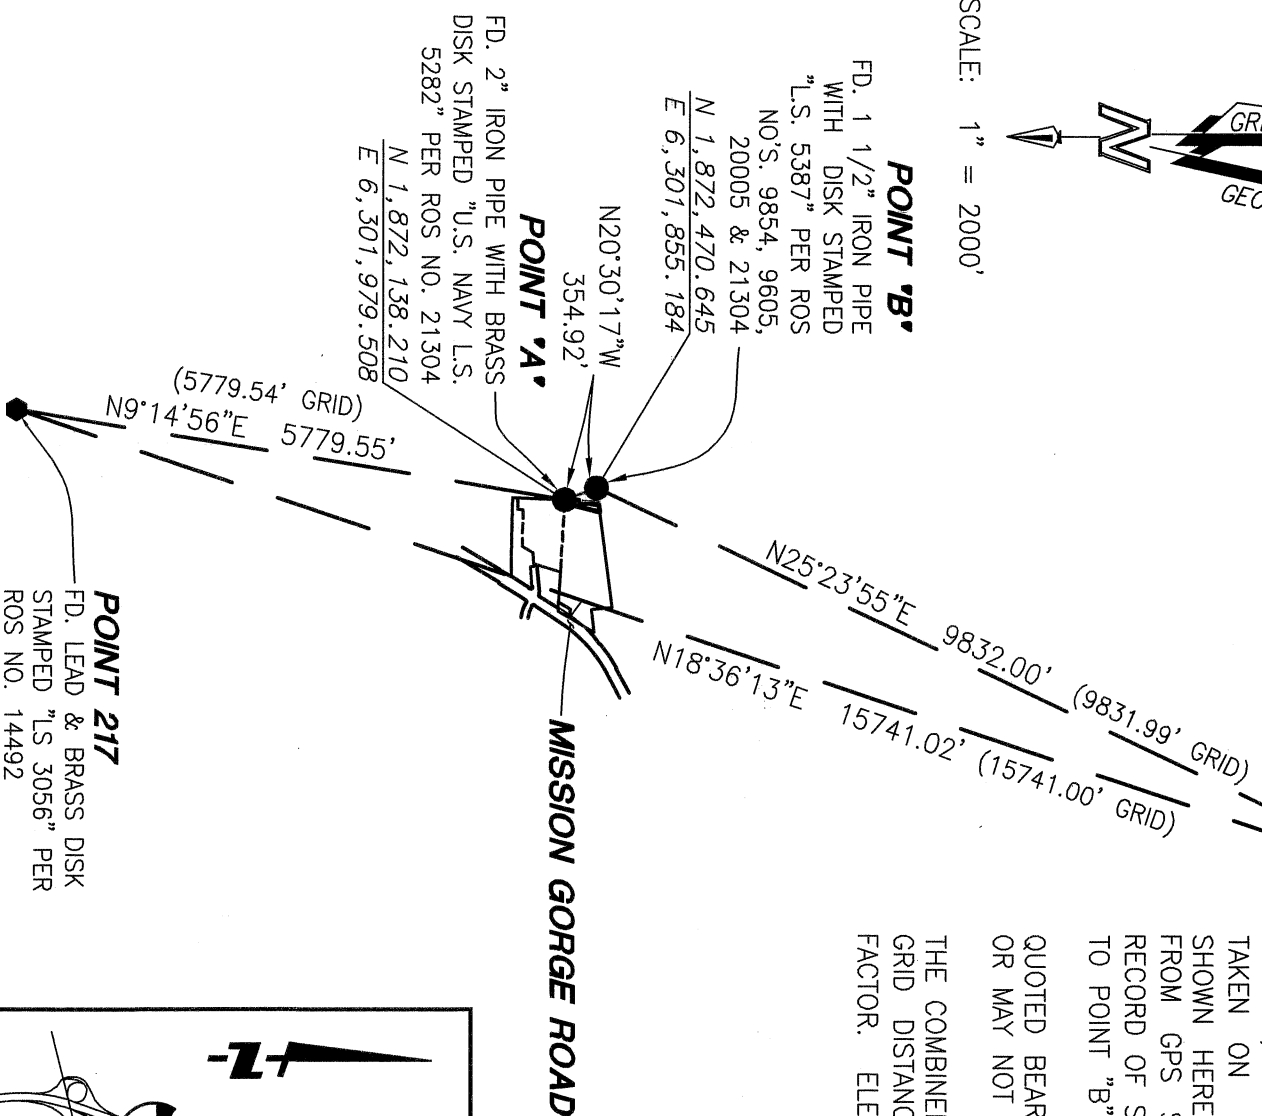 SCALE: 1" = 2000'
GRI
GEO
N
POINT "B"
FD. 1 1/2" IRON PIPE
WITH DISK STAMPED
"L.S. 5387" PER ROS
NO'S. 9854, 9605,
20005 & 21304
N 1,872,470.645
E 6,301,855.184
N20°30'17"W
354.92'
POINT "A"
FD. 2" IRON PIPE WITH BRASS
DISK STAMPED "U.S. NAVY L.S.
5282" PER ROS NO. 21304
N 1,872,138.210
E 6,301,979.508
(5779.54' GRID)
N9°14'56"E 5779.55'
N25°23'55"E 9832.00' (9831.99' GRID)
N18°36'13"E 15741.02' (15741.00' GRID)
MISSION GORGE ROAD
POINT 217
FD. LEAD & BRASS DISK
STAMPED "LS 3056" PER
ROS NO. 14492
TAKEN ON
SHOWN HERE
FROM GPS S
RECORD OF S
TO POINT "B"
QUOTED BEAR
OR MAY NOT
THE COMBINE
GRID DISTANC
FACTOR. ELE
N